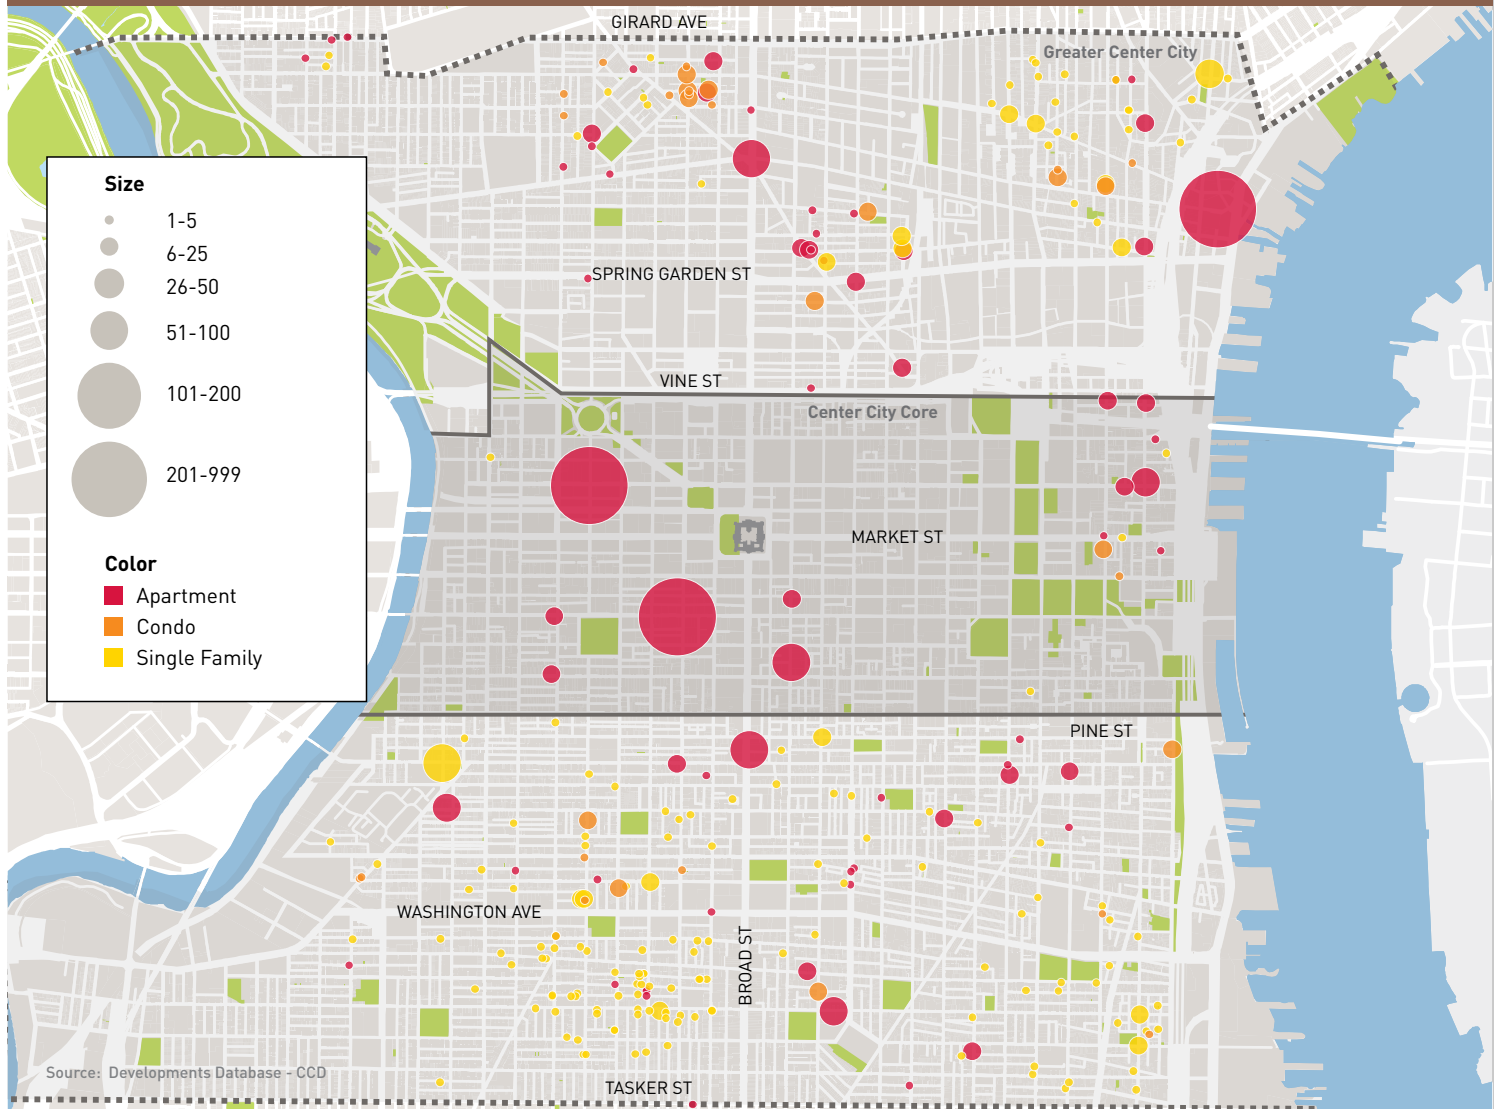 GIRARD AVE
Greater Center City
Size
1-5
6-25
26-50
51-100
101-200
201-999
Color
Apartment
Condo
Single Family
SPRING GARDEN ST
VINE ST
Center City Core
MARKET ST
PINE ST
WASHINGTON AVE
BROAD ST
Source: Developments Database - CCD
TASKER ST